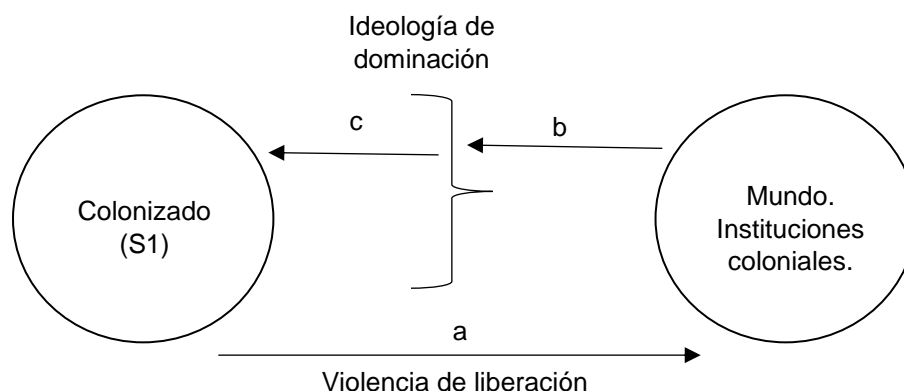 Ideología de
dominación
c
b
Colonizado
(S1)
Mundo.
Instituciones
coloniales.
a
Violencia de liberación